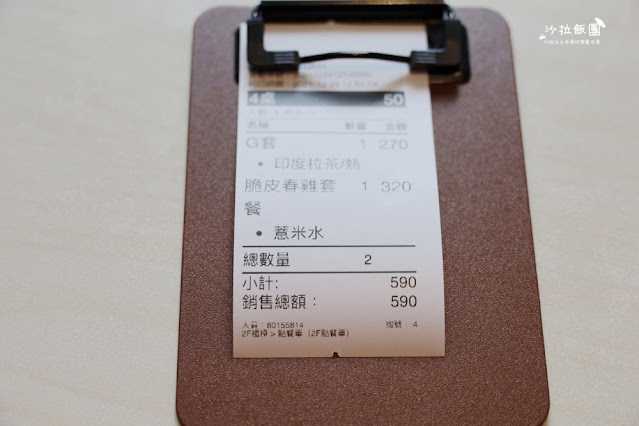 沙拉飯團
4桌 50
名稱 數量 金額
G套 1 270
• 印度拉茶/熱
脆皮春雞套 1 320
餐
• 薏米水
總數量 2
小計: 590
銷售總額: 590
人員:80155814 版號: 4
2F櫃檯 > 點餐單 (2F點餐單)